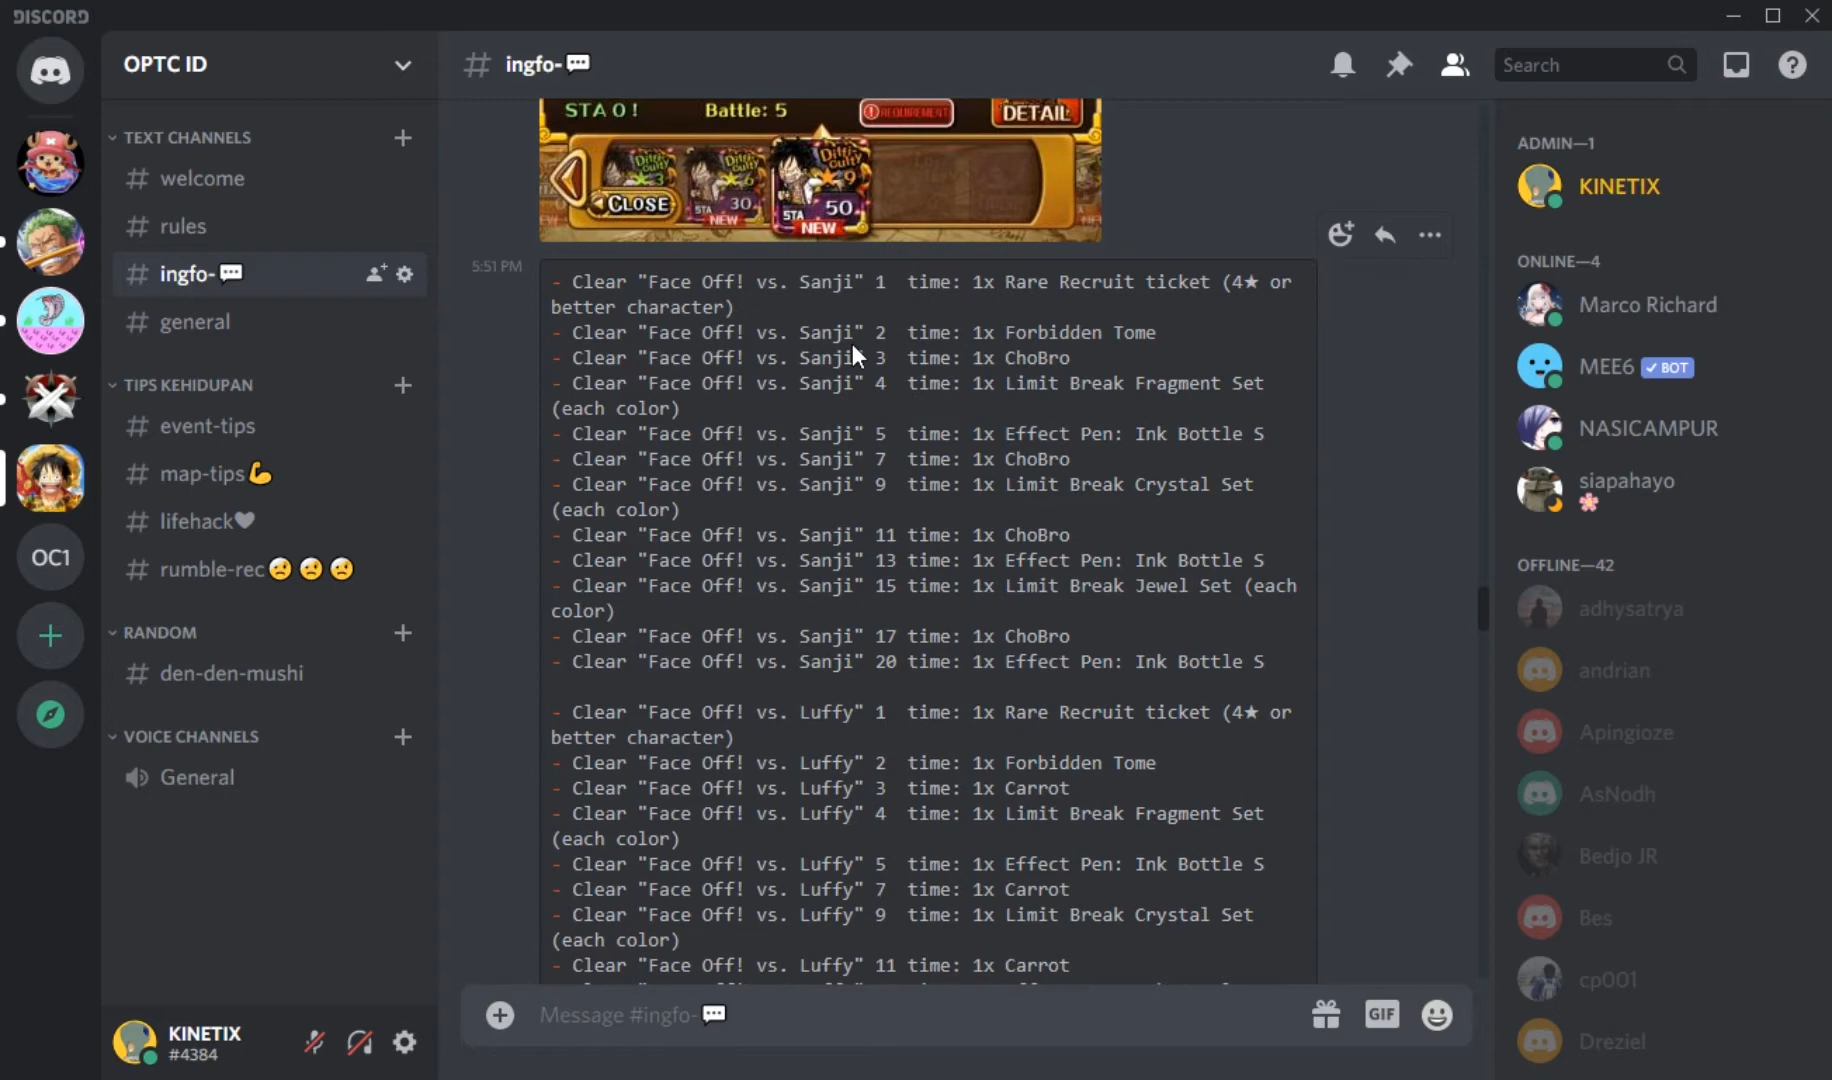 DISCORD
OPTC ID
ingfo-💬
Search
TEXT CHANNELS
welcome
rules
ingfo-💬
general
TIPS KEHIDUPAN
event-tips
map-tips💪
lifehack🖤
rumble-rec🤕🤕🤕
OC1
RANDOM
den-den-mushi
VOICE CHANNELS
General
KINETIX
#4384
STA 0!
Battle: 5
REQUIREMENT
DETAIL
Difficulty ★3
Difficulty ★6
Difficulty ★9
CLOSE
STA 30
NEW
STA 50
NEW
5:51 PM
- Clear "Face Off! vs. Sanji" 1  time: 1x Rare Recruit ticket (4★ or
better character)
- Clear "Face Off! vs. Sanji" 2  time: 1x Forbidden Tome
- Clear "Face Off! vs. Sanji" 3  time: 1x ChoBro
- Clear "Face Off! vs. Sanji" 4  time: 1x Limit Break Fragment Set
(each color)
- Clear "Face Off! vs. Sanji" 5  time: 1x Effect Pen: Ink Bottle S
- Clear "Face Off! vs. Sanji" 7  time: 1x ChoBro
- Clear "Face Off! vs. Sanji" 9  time: 1x Limit Break Crystal Set
(each color)
- Clear "Face Off! vs. Sanji" 11 time: 1x ChoBro
- Clear "Face Off! vs. Sanji" 13 time: 1x Effect Pen: Ink Bottle S
- Clear "Face Off! vs. Sanji" 15 time: 1x Limit Break Jewel Set (each
color)
- Clear "Face Off! vs. Sanji" 17 time: 1x ChoBro
- Clear "Face Off! vs. Sanji" 20 time: 1x Effect Pen: Ink Bottle S
- Clear "Face Off! vs. Luffy" 1  time: 1x Rare Recruit ticket (4★ or
better character)
- Clear "Face Off! vs. Luffy" 2  time: 1x Forbidden Tome
- Clear "Face Off! vs. Luffy" 3  time: 1x Carrot
- Clear "Face Off! vs. Luffy" 4  time: 1x Limit Break Fragment Set
(each color)
- Clear "Face Off! vs. Luffy" 5  time: 1x Effect Pen: Ink Bottle S
- Clear "Face Off! vs. Luffy" 7  time: 1x Carrot
- Clear "Face Off! vs. Luffy" 9  time: 1x Limit Break Crystal Set
(each color)
- Clear "Face Off! vs. Luffy" 11 time: 1x Carrot
Message #ingfo-💬
GIF
ADMIN—1
KINETIX
ONLINE—4
Marco Richard
MEE6 ✓ BOT
NASICAMPUR
siapahayo
🌸
OFFLINE—42
adhysatrya
andrian
Apingioze
AsNodh
Bedjo JR
Bes
cp001
Dreziel